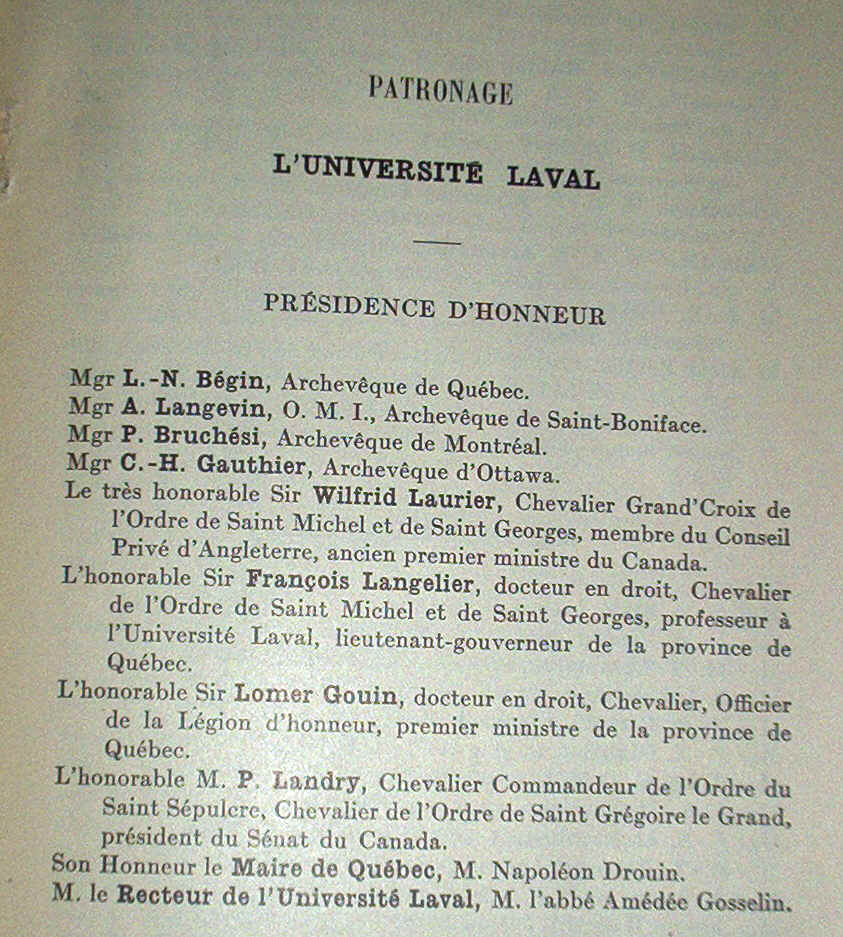 PATRONAGE
L'UNIVERSITÉ LAVAL
PRÉSIDENCE D'HONNEUR
Mgr L.-N. Bégin, Archevêque de Québec.
Mgr A. Langevin, O. M. I., Archevêque de Saint-Boniface.
Mgr P. Bruchési, Archevêque de Montréal.
Mgr C.-H. Gauthier, Archevêque d'Ottawa.
Le très honorable Sir Wilfrid Laurier, Chevalier Grand'Croix de
l'Ordre de Saint Michel et de Saint Georges, membre du Conseil
Privé d'Angleterre, ancien premier ministre du Canada.
L'honorable Sir François Langelier, docteur en droit, Chevalier
de l'Ordre de Saint Michel et de Saint Georges, professeur à
l'Université Laval, lieutenant-gouverneur de la province de
Québec.
L'honorable Sir Lomer Gouin, docteur en droit, Chevalier, Officier
de la Légion d'honneur, premier ministre de la province de
Québec.
L'honorable M. P. Landry, Chevalier Commandeur de l'Ordre du
Saint Sépulcre, Chevalier de l'Ordre de Saint Grégoire le Grand,
président du Sénat du Canada.
Son Honneur le Maire de Québec, M. Napoléon Drouin.
M. le Recteur de l'Université Laval, M. l'abbé Amédée Gosselin.